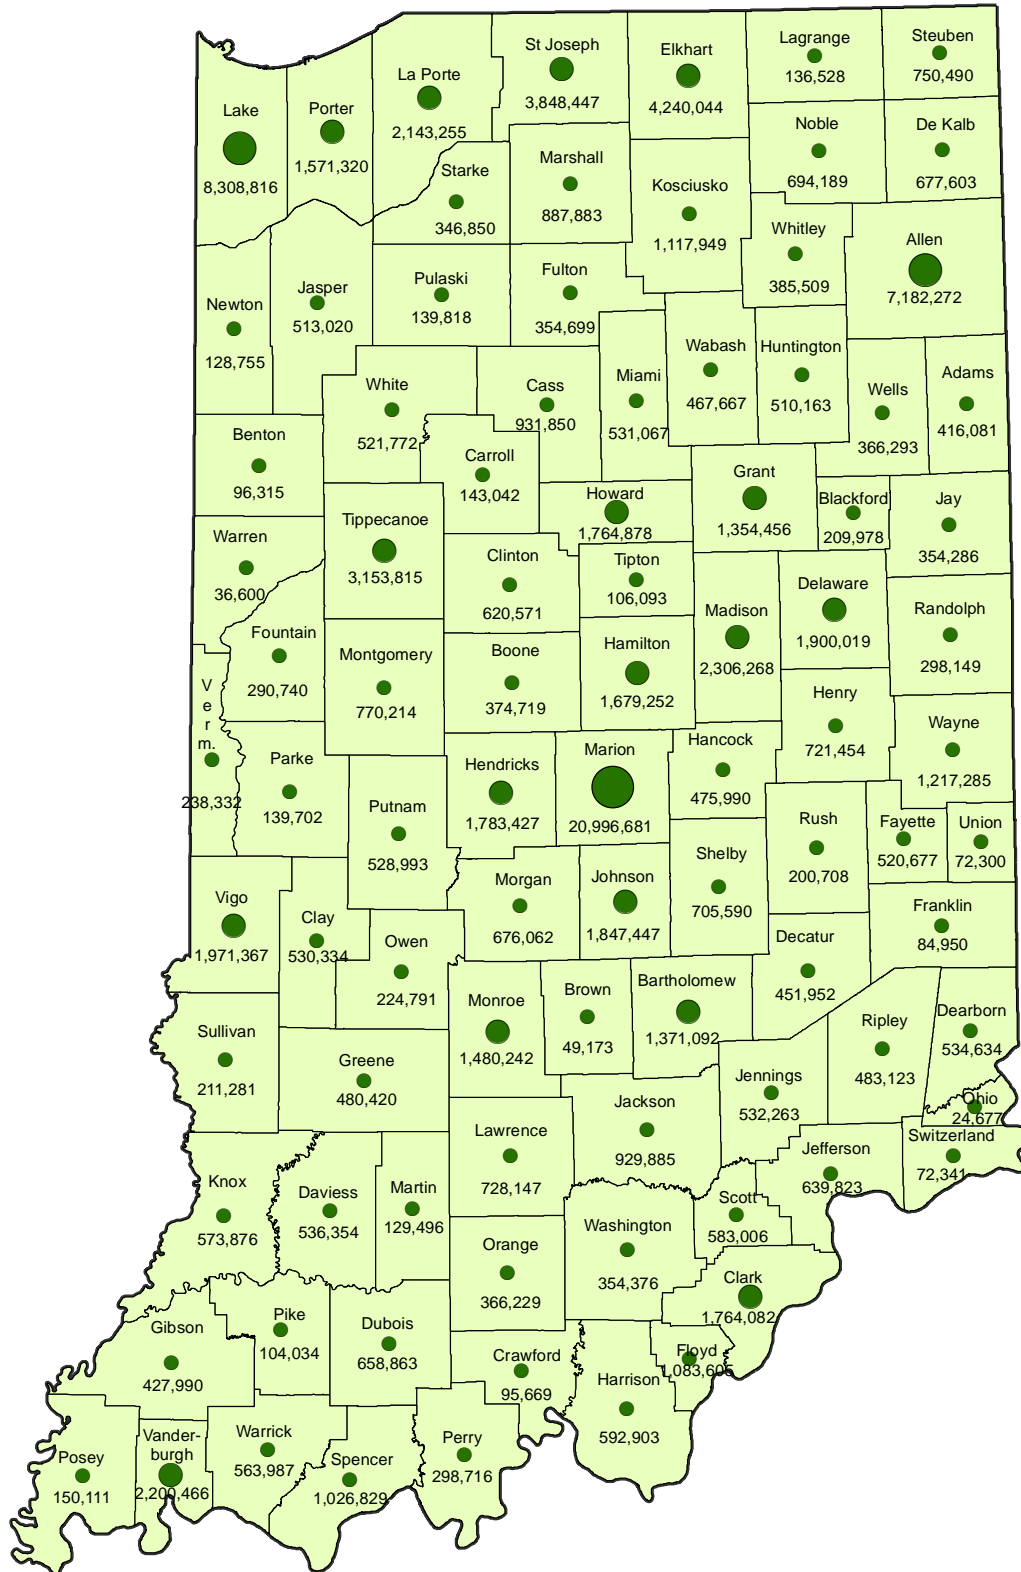 Lake
8,308,816
Porter
1,571,320
La Porte
2,143,255
St Joseph
3,848,447
Elkhart
4,240,044
Lagrange
136,528
Steuben
750,490
Noble
694,189
De Kalb
677,603
Starke
346,850
Marshall
887,883
Kosciusko
1,117,949
Whitley
385,509
Allen
7,182,272
Newton
128,755
Jasper
513,020
Pulaski
139,818
Fulton
354,699
White
521,772
Cass
931,850
Miami
531,067
Wabash
467,667
Huntington
510,163
Wells
366,293
Adams
416,081
Benton
96,315
Carroll
143,042
Howard
1,764,878
Grant
1,354,456
Blackford
209,978
Jay
354,286
Warren
36,600
Tippecanoe
3,153,815
Clinton
620,571
Tipton
106,093
Madison
2,306,268
Delaware
1,900,019
Randolph
298,149
Fountain
290,740
Montgomery
770,214
Boone
374,719
Hamilton
1,679,252
Henry
721,454
Wayne
1,217,285
V
e
r
m.
238,332
Parke
139,702
Putnam
528,993
Hendricks
1,783,427
Marion
20,996,681
Hancock
475,990
Rush
200,708
Fayette
520,677
Union
72,300
Shelby
705,590
Vigo
1,971,367
Clay
530,334
Owen
224,791
Morgan
676,062
Johnson
1,847,447
Franklin
84,950
Decatur
451,952
Sullivan
211,281
Greene
480,420
Monroe
1,480,242
Brown
49,173
Bartholomew
1,371,092
Jennings
532,263
Ripley
483,123
Dearborn
534,634
Ohio
24,677
Switzerland
72,341
Jefferson
639,823
Jackson
929,885
Lawrence
728,147
Knox
573,876
Daviess
536,354
Martin
129,496
Orange
366,229
Washington
354,376
Scott
583,006
Clark
1,764,082
Floyd
1,083,605
Gibson
427,990
Pike
104,034
Dubois
658,863
Crawford
95,669
Harrison
592,903
Posey
150,111
Vander-
burgh
2,200,466
Warrick
563,987
Spencer
1,026,829
Perry
298,716